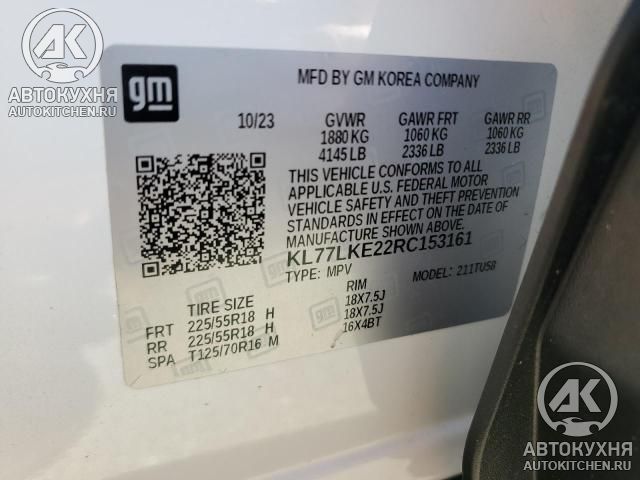 АК
АВТОКУХНЯ
AUTOKITCHEN.RU
gm
MFD BY GM KOREA COMPANY
10/23 GVWR GAWR FRT GAWR RR
1880 KG 1060 KG 1060 KG
4145 LB 2336 LB 2336 LB
THIS VEHICLE CONFORMS TO ALL
APPLICABLE U.S. FEDERAL MOTOR
VEHICLE SAFETY AND THEFT PREVENTION
STANDARDS IN EFFECT ON THE DATE OF
MANUFACTURE SHOWN ABOVE.
KL77LKE22RC153161
TYPE: MPV MODEL: 211TU58
TIRE SIZE RIM
FRT 225/55R18 H 18X7.5J
RR 225/55R18 H 18X7.5J
SPA T125/70R16 M 16X4BT
АК
АВТОКУХНЯ
AUTOKITCHEN.RU